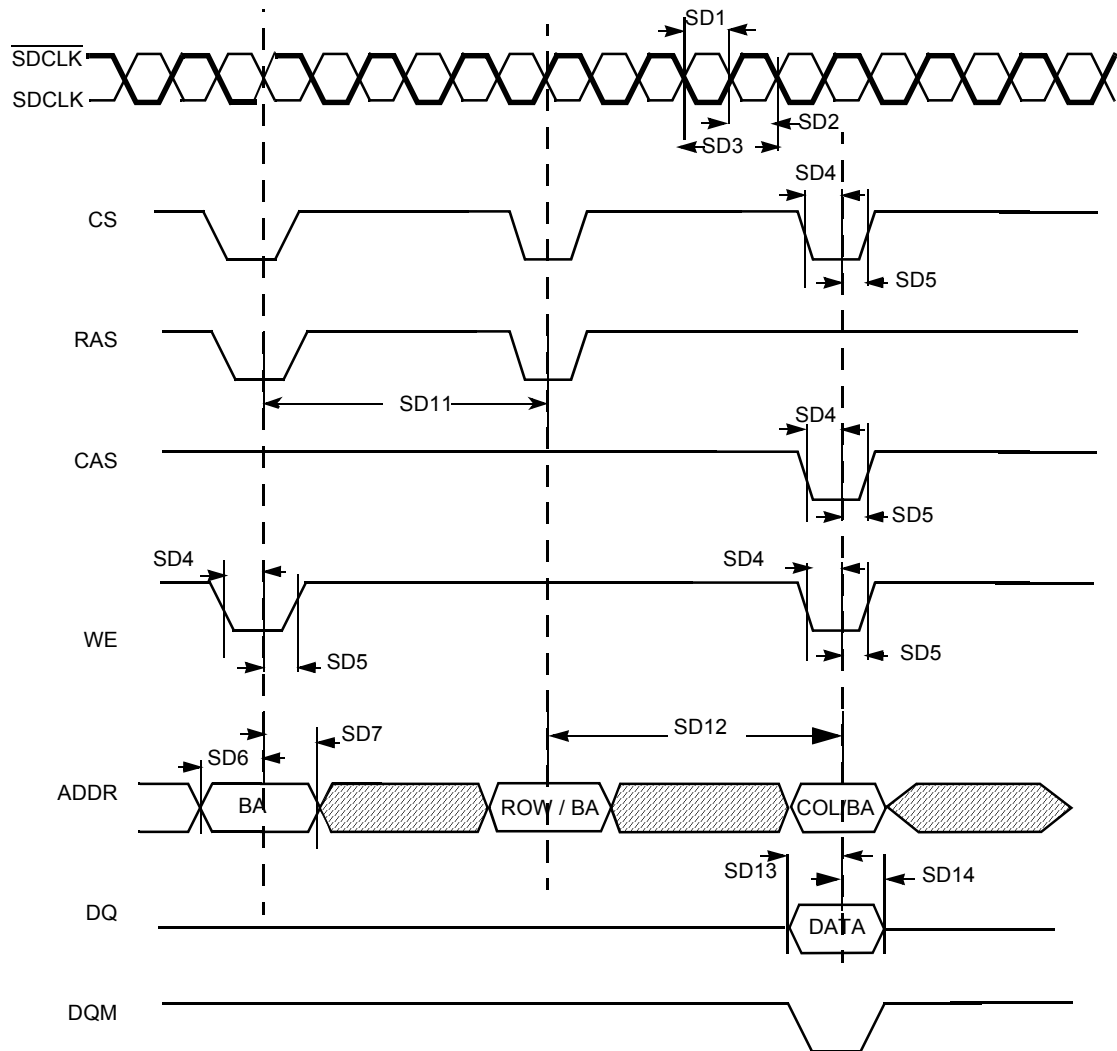 SD1
SDCLK
SDCLK
SD2
SD3
SD4
CS
SD5
RAS
SD11
SD4
CAS
SD5
SD4
SD4
WE
SD5
SD5
SD12
SD7
SD6
ADDR
BA
ROW / BA
COL/BA
SD13
SD14
DQ
DATA
DQM